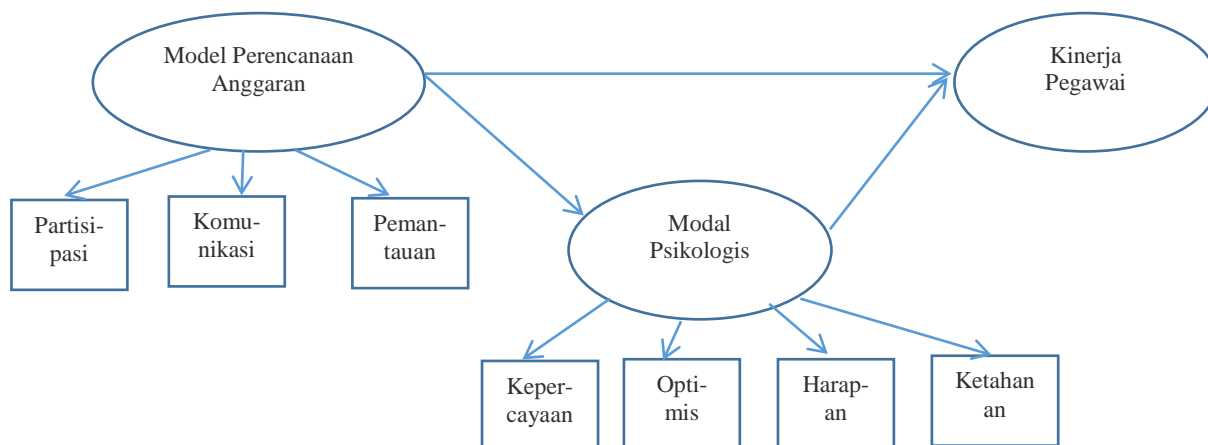 Model Perencanaan
Anggaran
Kinerja
Pegawai
Partisi-
pasi
Komu-
nikasi
Peman-
tauan
Modal
Psikologis
Keper-
cayaan
Opti-
mis
Harap-
an
Ketahan
an